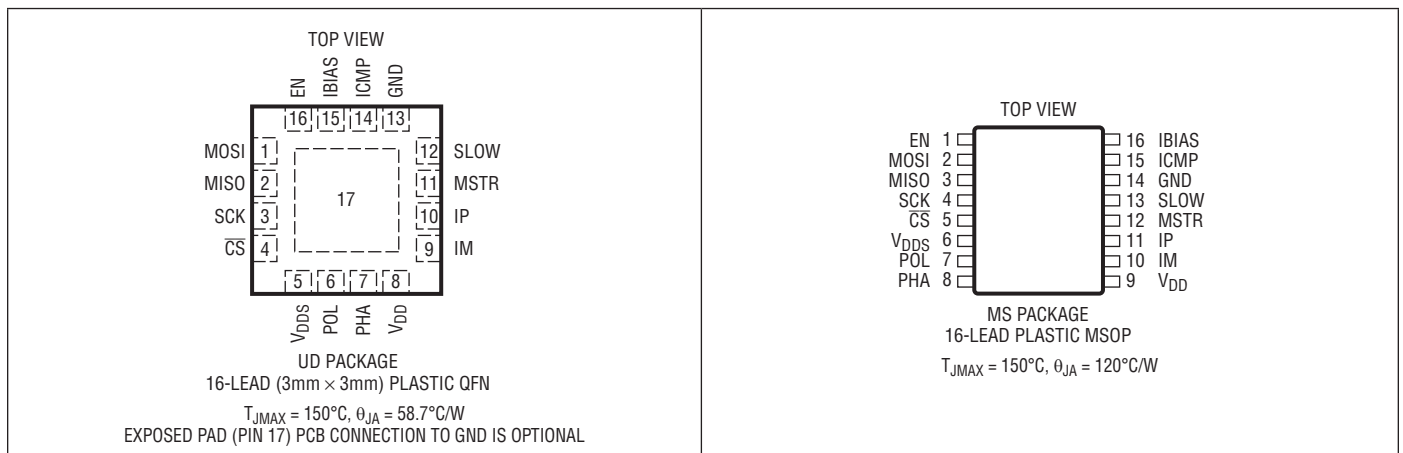 TOP VIEW
EN IBIAS ICMP GND
16 15 14 13
MOSI 1 12 SLOW
MISO 2 11 MSTR
17
SCK 3 10 IP
CS 4 9 IM
5 6 7 8
VDDS POL PHA VDD
UD PACKAGE
16-LEAD (3mm × 3mm) PLASTIC QFN
TJMAX = 150°C, θJA = 58.7°C/W
EXPOSED PAD (PIN 17) PCB CONNECTION TO GND IS OPTIONAL
TOP VIEW
EN 1 16 IBIAS
MOSI 2 15 ICMP
MISO 3 14 GND
SCK 4 13 SLOW
CS 5 12 MSTR
VDDS 6 11 IP
POL 7 10 IM
PHA 8 9 VDD
MS PACKAGE
16-LEAD PLASTIC MSOP
TJMAX = 150°C, θJA = 120°C/W